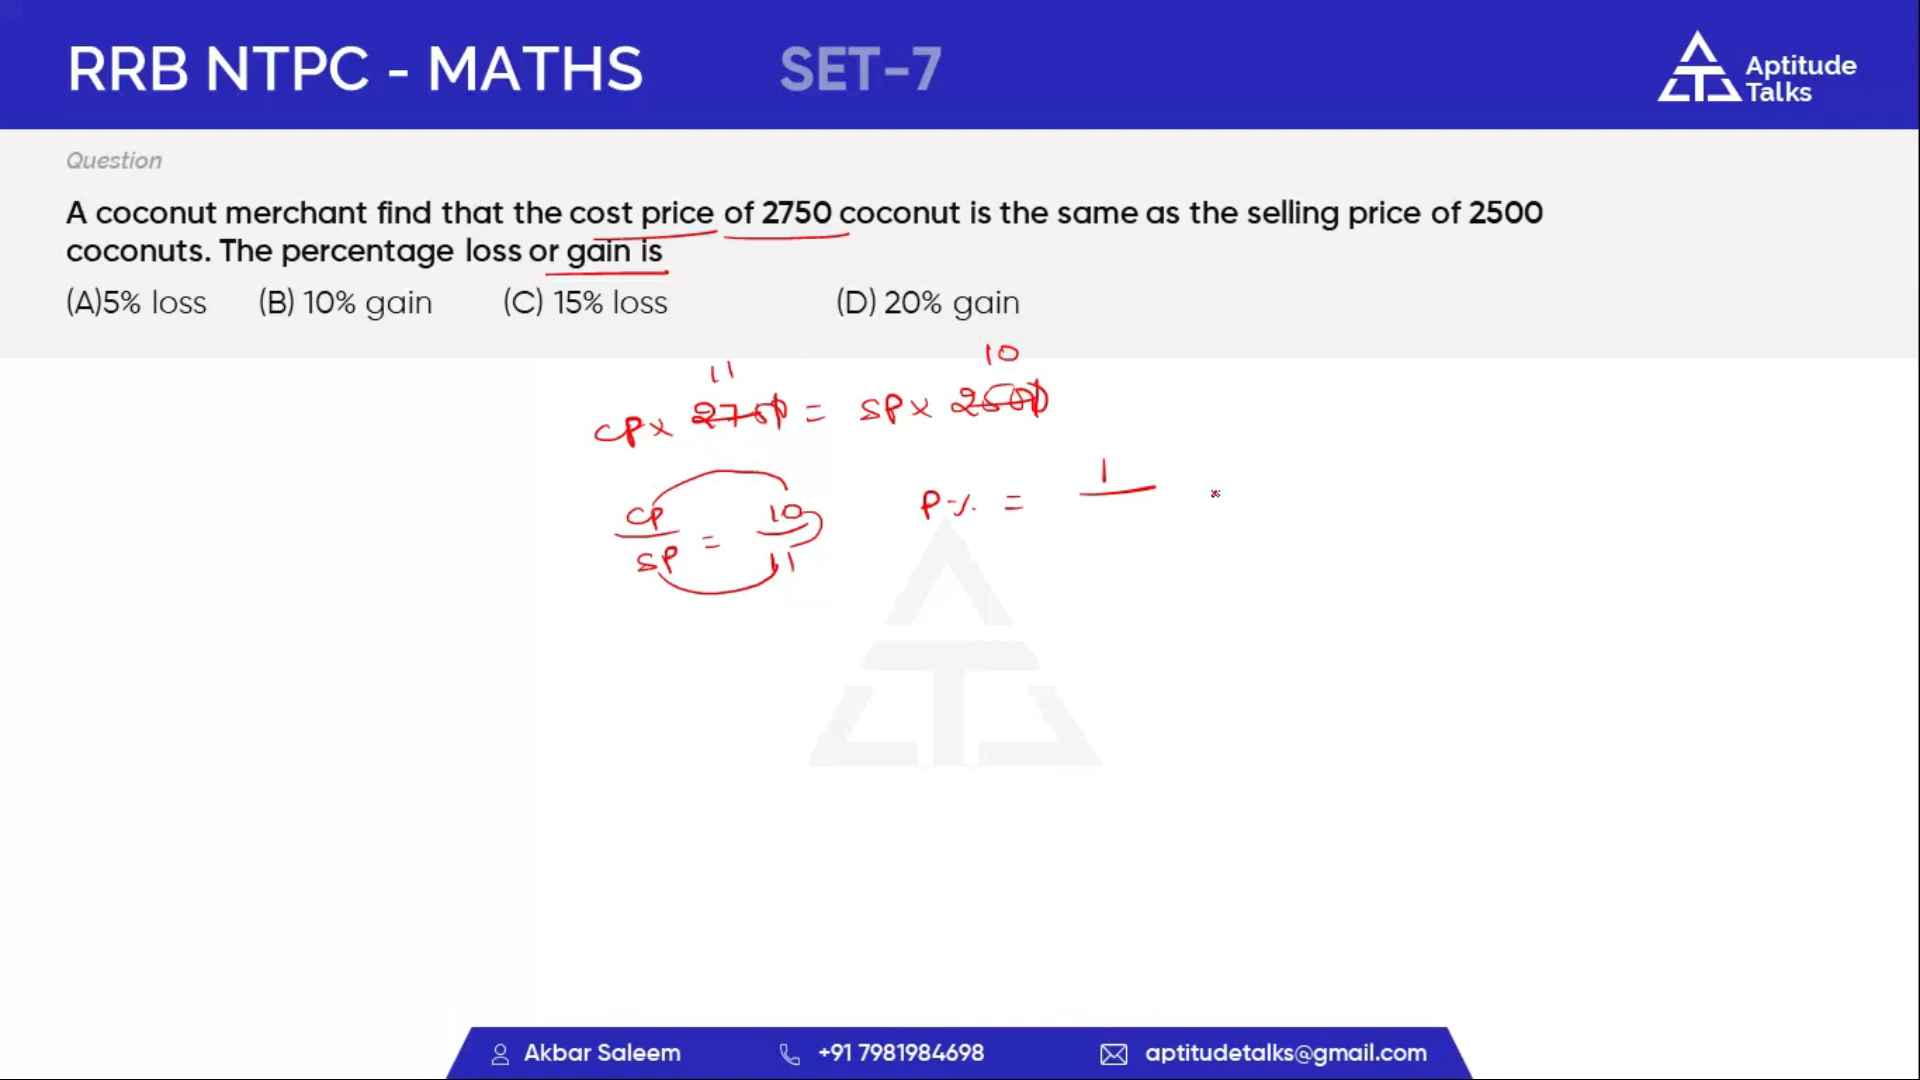 RRB NTPC - MATHS SET-7
Aptitude
Talks
Question
A coconut merchant find that the cost price of 2750 coconut is the same as the selling price of 2500
coconuts. The percentage loss or gain is
(A)5% loss (B) 10% gain (C) 15% loss (D) 20% gain
11 10
CP x 2750 = SP x 2500
CP/SP = 10/11
P% = 1
Akbar Saleem +91 7981984698 aptitudetalks@gmail.com